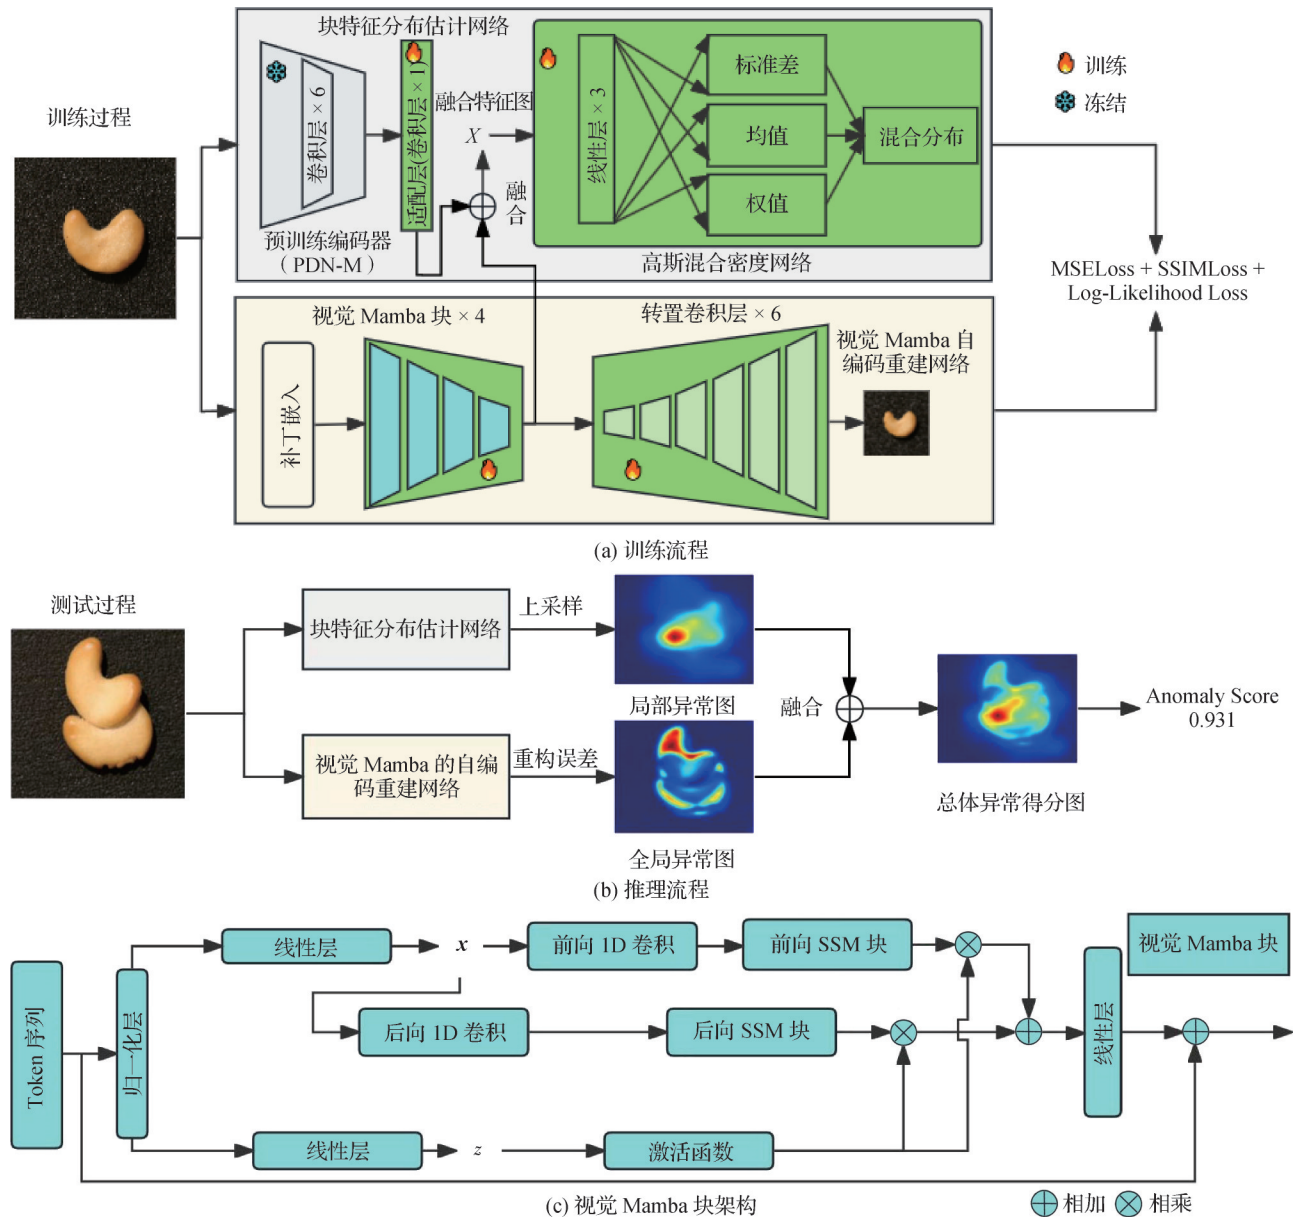 块特征分布估计网络
训练过程
卷积层 × 6
适配层(卷积层 × 1)
融合特征图
X
融合
预训练编码器
（PDN-M）
线性层 × 3
标准差
均值
权值
混合分布
高斯混合密度网络
训练
冻结
MSELoss + SSIMLoss +
Log-Likelihood Loss
视觉 Mamba 块 × 4
转置卷积层 × 6
视觉 Mamba 自
编码重建网络
补丁嵌入
(a) 训练流程
测试过程
块特征分布估计网络
上采样
局部异常图
视觉 Mamba 的自编
码重建网络
重构误差
全局异常图
融合
总体异常得分图
Anomaly Score
0.931
(b) 推理流程
Token 序列
归一化层
线性层
x
前向 1D 卷积
前向 SSM 块
后向 1D 卷积
后向 SSM 块
线性层
z
激活函数
线性层
视觉 Mamba 块
(c) 视觉 Mamba 块架构
相加
相乘